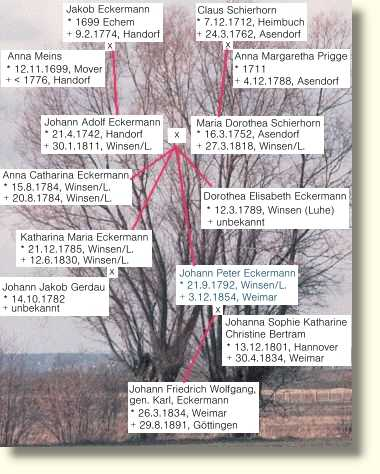 Jakob Eckermann
* 1699 Echem
+ 9.2.1774, Handorf
x
Anna Meins
* 12.11.1699, Mover
+ < 1776, Handorf
Claus Schierhorn
* 7.12.1712, Heimbuch
+ 24.3.1762, Asendorf
x
Anna Margaretha Prigge
* 1711
+ 4.12.1788, Asendorf
Johann Adolf Eckermann
* 21.4.1742, Handorf
+ 30.1.1811, Winsen/L.
x
Maria Dorothea Schierhorn
* 16.3.1752, Asendorf
+ 27.3.1818, Winsen/L.
Anna Catharina Eckermann
* 15.8.1784, Winsen/L.
+ 20.8.1784, Winsen/L.
Dorothea Elisabeth Eckermann
* 12.3.1789, Winsen (Luhe)
+ unbekannt
Katharina Maria Eckermann
* 21.12.1785, Winsen/L.
+ 12.6.1830, Winsen/L.
x
Johann Jakob Gerdau
* 14.10.1782
+ unbekannt
Johann Peter Eckermann
* 21.9.1792, Winsen/L.
+ 3.12.1854, Weimar
x
Johanna Sophie Katharine
Christine Bertram
* 13.12.1801, Hannover
+ 30.4.1834, Weimar
Johann Friedrich Wolfgang,
gen. Karl, Eckermann
* 26.3.1834, Weimar
+ 29.8.1891, Göttingen